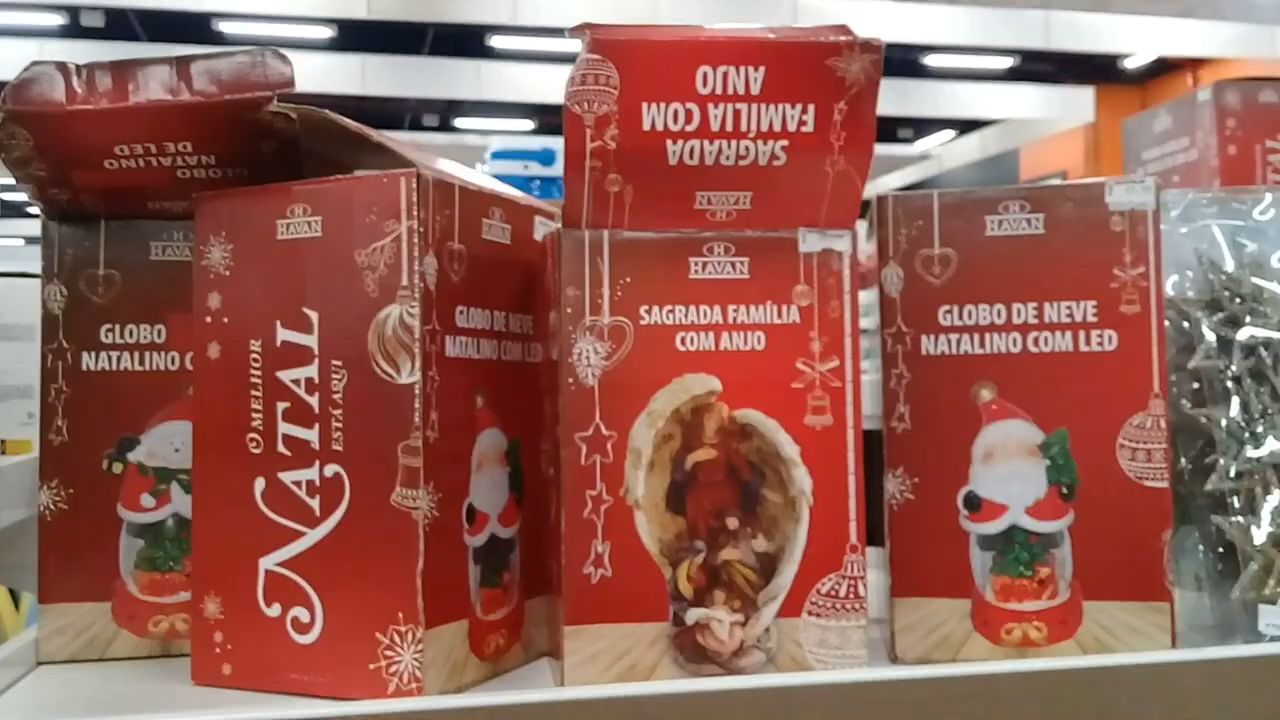 GLOBO
NATALINO
DE LED
HAVAN
GLOBO
NATALINO C
HAVAN
O MELHOR
NATAL
ESTÁ AQUI
HAVAN
GLOBO DE NEVE
NATALINO COM LED
SAGRADA
FAMÍLIA COM
ANJO
HAVAN
HAVAN
SAGRADA FAMÍLIA
COM ANJO
HAVAN
GLOBO DE NEVE
NATALINO COM LED